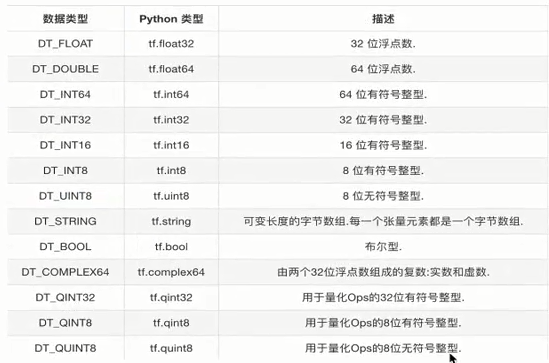 数据类型 Python 类型 描述
DT_FLOAT tf.float32 32 位浮点数.
DT_DOUBLE tf.float64 64 位浮点数.
DT_INT64 tf.int64 64 位有符号整型.
DT_INT32 tf.int32 32 位有符号整型.
DT_INT16 tf.int16 16 位有符号整型.
DT_INT8 tf.int8 8 位有符号整型.
DT_UINT8 tf.uint8 8 位无符号整型.
DT_STRING tf.string 可变长度的字节数组.每一个张量元素都是一个字节数组.
DT_BOOL tf.bool 布尔型.
DT_COMPLEX64 tf.complex64 由两个32位浮点数组成的复数:实数和虚数.
DT_QINT32 tf.qint32 用于量化Ops的32位有符号整型.
DT_QINT8 tf.qint8 用于量化Ops的8位有符号整型.
DT_QUINT8 tf.quint8 用于量化Ops的8位无符号整型.